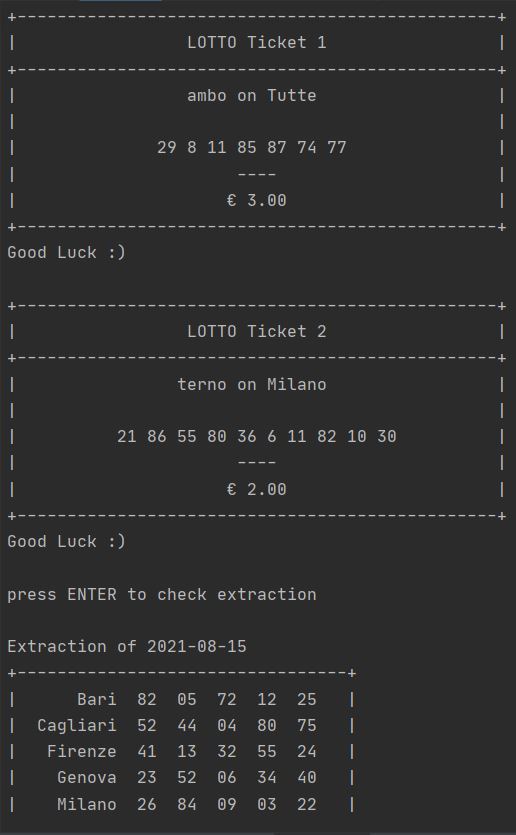 +------------------------------------------------+
|                 LOTTO Ticket 1                 |
+------------------------------------------------+
|                 ambo on Tutte                  |
|                                                |
|              29 8 11 85 87 74 77               |
|                      ----                      |
|                     € 3.00                     |
+------------------------------------------------+
Good Luck :)

+------------------------------------------------+
|                 LOTTO Ticket 2                 |
+------------------------------------------------+
|                terno on Milano                 |
|                                                |
|          21 86 55 80 36 6 11 82 10 30          |
|                      ----                      |
|                     € 2.00                     |
+------------------------------------------------+
Good Luck :)

press ENTER to check extraction

Extraction of 2021-08-15
+---------------------------------+
|      Bari  82  05  72  12  25   |
|  Cagliari  52  44  04  80  75   |
|   Firenze  41  13  32  55  24   |
|    Genova  23  52  06  34  40   |
|    Milano  26  84  09  03  22   |